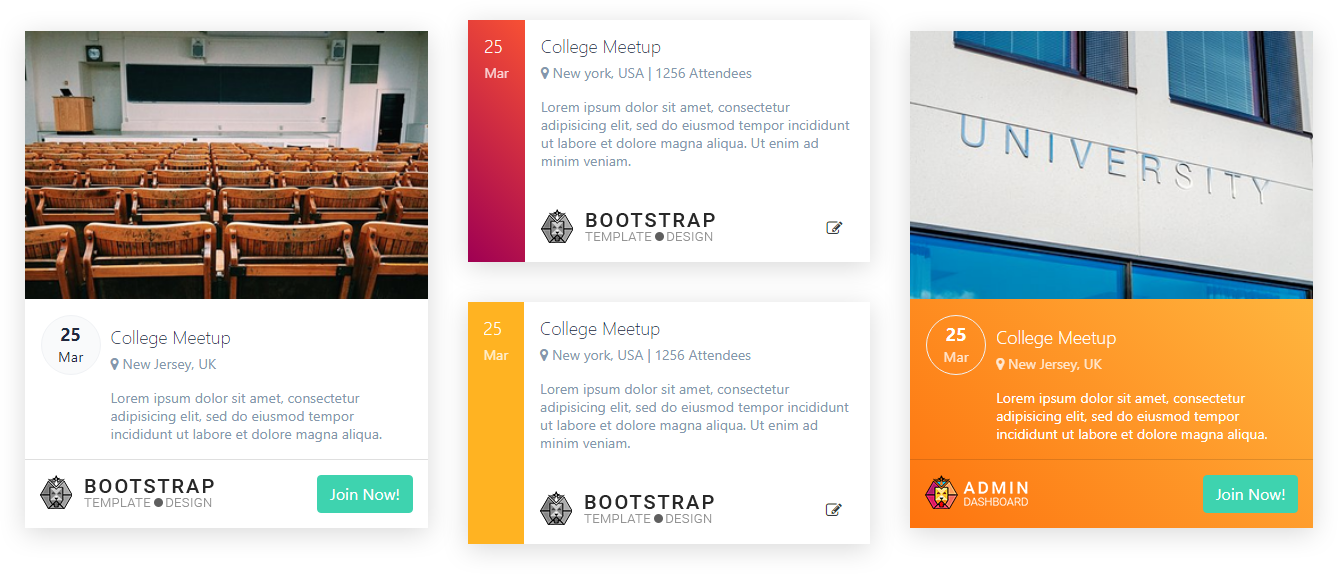 25
Mar
College Meetup
New Jersey, UK
Lorem ipsum dolor sit amet, consectetur
adipisicing elit, sed do eiusmod tempor
incididunt ut labore et dolore magna aliqua.
BOOTSTRAP
TEMPLATE DESIGN
Join Now!
25
Mar
College Meetup
New york, USA | 1256 Attendees
Lorem ipsum dolor sit amet, consectetur
adipisicing elit, sed do eiusmod tempor incididunt
ut labore et dolore magna aliqua. Ut enim ad
minim veniam.
BOOTSTRAP
TEMPLATE DESIGN
25
Mar
College Meetup
New york, USA | 1256 Attendees
Lorem ipsum dolor sit amet, consectetur
adipisicing elit, sed do eiusmod tempor incididunt
ut labore et dolore magna aliqua. Ut enim ad
minim veniam.
BOOTSTRAP
TEMPLATE DESIGN
UNIVERSITY
25
Mar
College Meetup
New Jersey, UK
Lorem ipsum dolor sit amet, consectetur
adipisicing elit, sed do eiusmod tempor
incididunt ut labore et dolore magna aliqua.
ADMIN
DASHBOARD
Join Now!